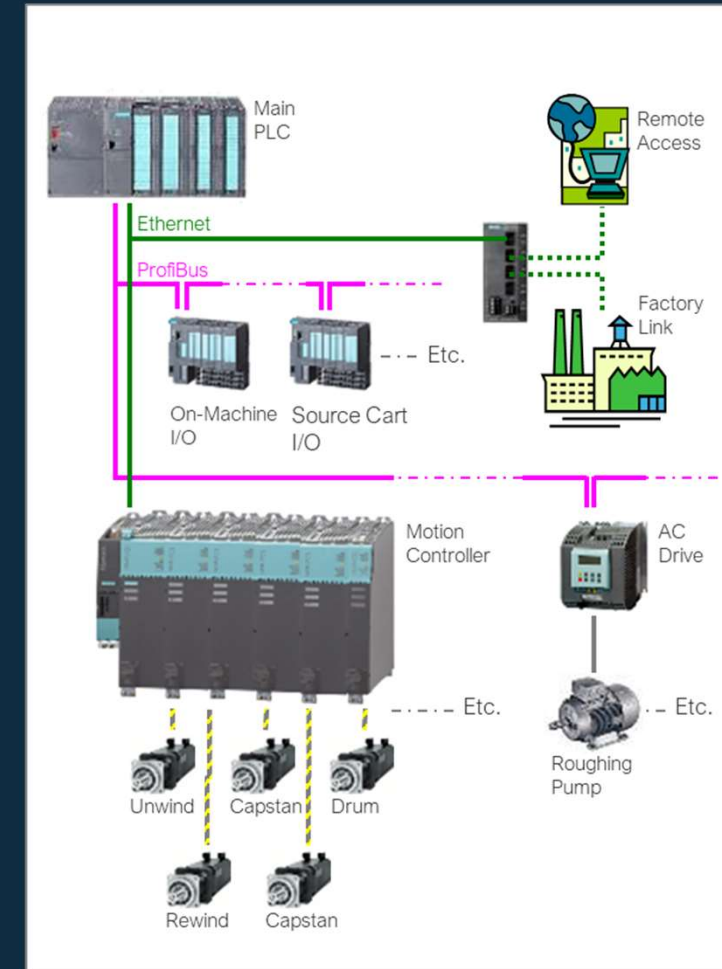 Main
PLC
Remote
Access
Ethernet
ProfiBus
Factory
Link
Etc.
On-Machine
I/O
Source Cart
I/O
Motion
Controller
AC
Drive
Etc.
Etc.
Roughing
Pump
Unwind
Capstan
Drum
Rewind
Capstan